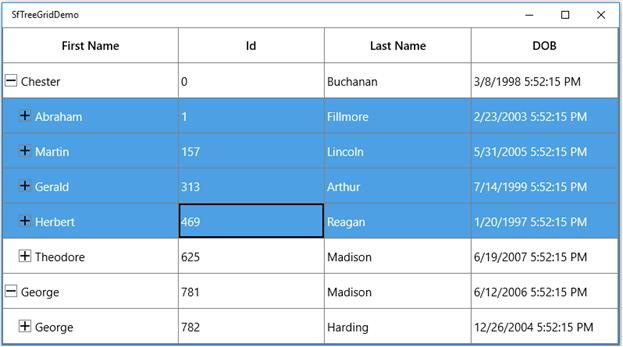 SfTreeGridDemo
First Name Id Last Name DOB
Chester 0 Buchanan 3/8/1998 5:52:15 PM
Abraham 1 Fillmore 2/23/2003 5:52:15 PM
Martin 157 Lincoln 5/31/2005 5:52:15 PM
Gerald 313 Arthur 7/14/1999 5:52:15 PM
Herbert 469 Reagan 1/20/1997 5:52:15 PM
Theodore 625 Madison 6/19/2007 5:52:15 PM
George 781 Madison 6/12/2006 5:52:15 PM
George 782 Harding 12/26/2004 5:52:15 PM